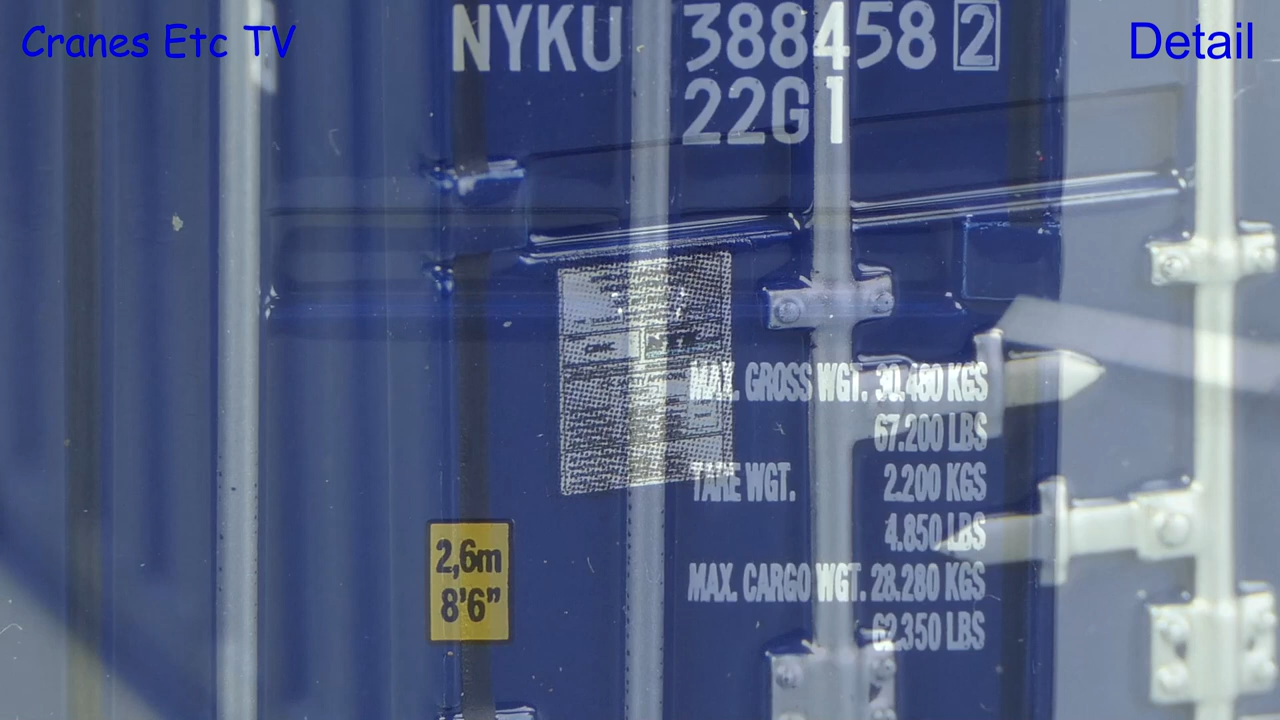 Cranes Etc TV
Detail
NYKU 388458 2
22G1
MAX. GROSS WGT. 30.480 KGS
67.200 LBS
TARE WGT. 2.200 KGS
4.850 LBS
MAX. CARGO WGT. 28.280 KGS
62.350 LBS
2,6m
8'6"